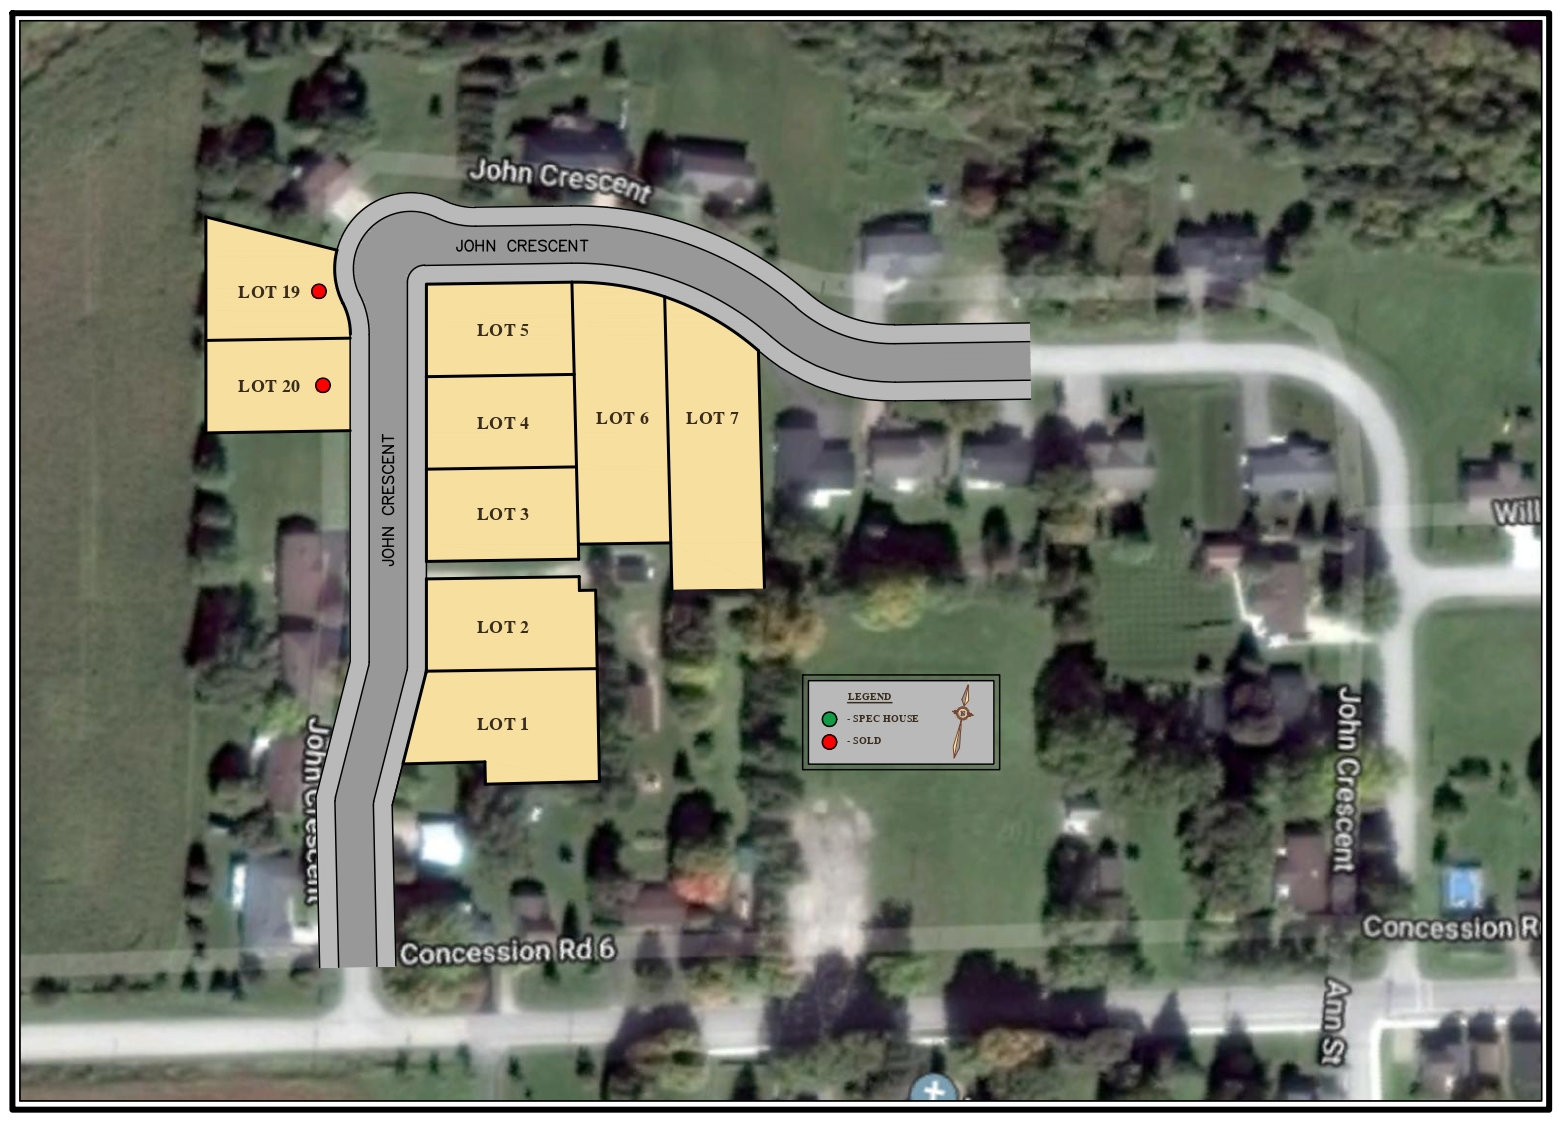 John Crescent
JOHN CRESCENT
LOT 19
LOT 20
LOT 5
LOT 4
LOT 3
LOT 6
LOT 7
JOHN CRESCENT
LOT 2
LOT 1
Will
LEGEND
- SPEC HOUSE
- SOLD
John Crescent
John Crescent
Concession Rd 6
Concession R
Ann St